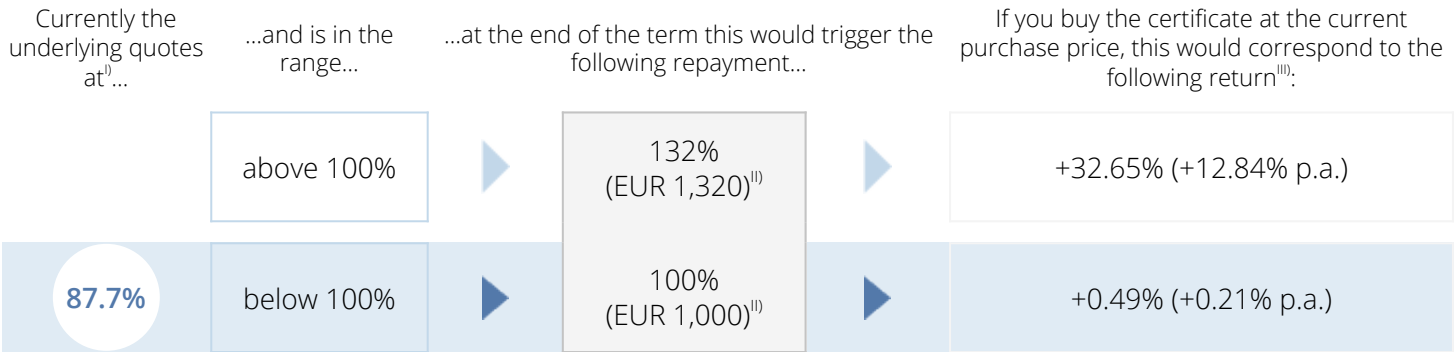 Currently the
underlying quotes
atᴵ⁾...
...and is in the
range...
...at the end of the term this would trigger the
following repayment...
If you buy the certificate at the current
purchase price, this would correspond to the
following returnᴵᴵᴵ⁾:
above 100%
132%
(EUR 1,320)ᴵᴵ⁾
+32.65% (+12.84% p.a.)
87.7%
below 100%
100%
(EUR 1,000)ᴵᴵ⁾
+0.49% (+0.21% p.a.)